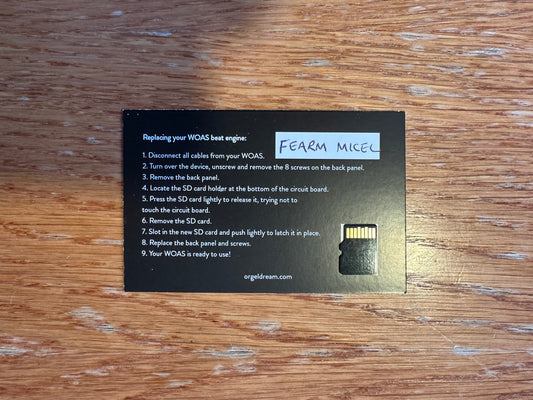 Replacing your WOAS beat engine:
FEARM MICEL
1. Disconnect all cables from your WOAS.
2. Turn over the device, unscrew and remove the 8 screws on the back panel.
3. Remove the back panel.
4. Locate the SD card holder at the bottom of the circuit board.
5. Press the SD card lightly to release it, trying not to
touch the circuit board.
6. Remove the SD card.
7. Slot in the new SD card and push lightly to latch it in place.
8. Replace the back panel and screws.
9. Your WOAS is ready to use!
orgeldream.com